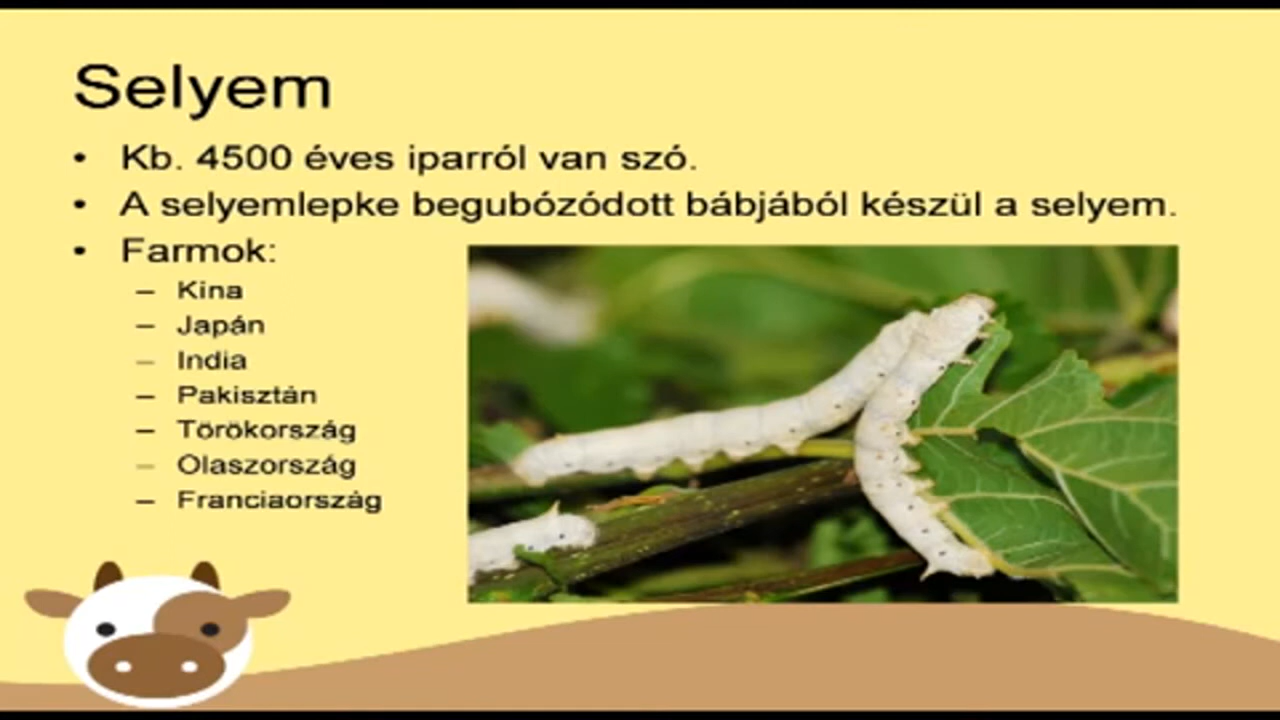 Selyem
• Kb. 4500 éves iparról van szó.
• A selyemlepke begubózódott bábjából készül a selyem.
• Farmok:
– Kína
– Japán
– India
– Pakisztán
– Törökország
– Olaszország
– Franciaország